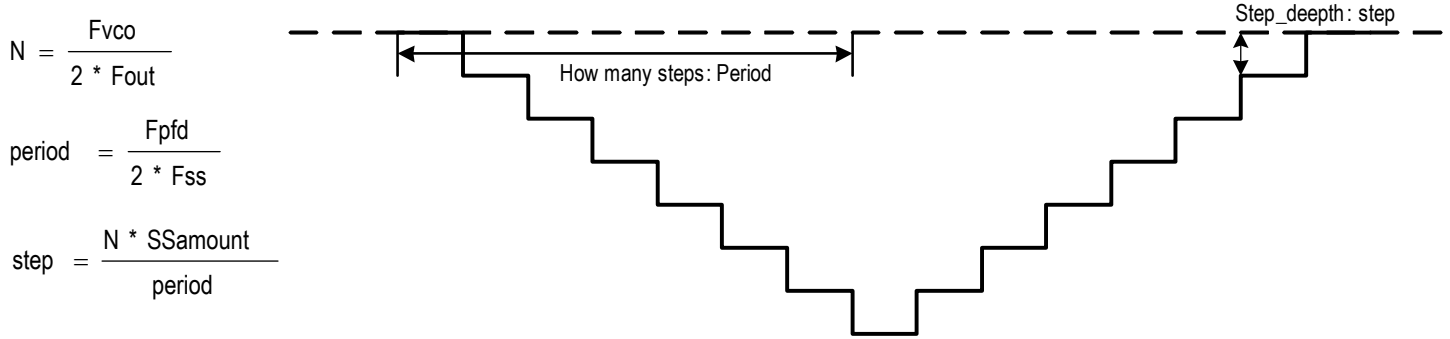 N = Fvco / 2 * Fout
period = Fpfd / 2 * Fss
step = N * SSamount / period
How many steps: Period
Step_deepth: step